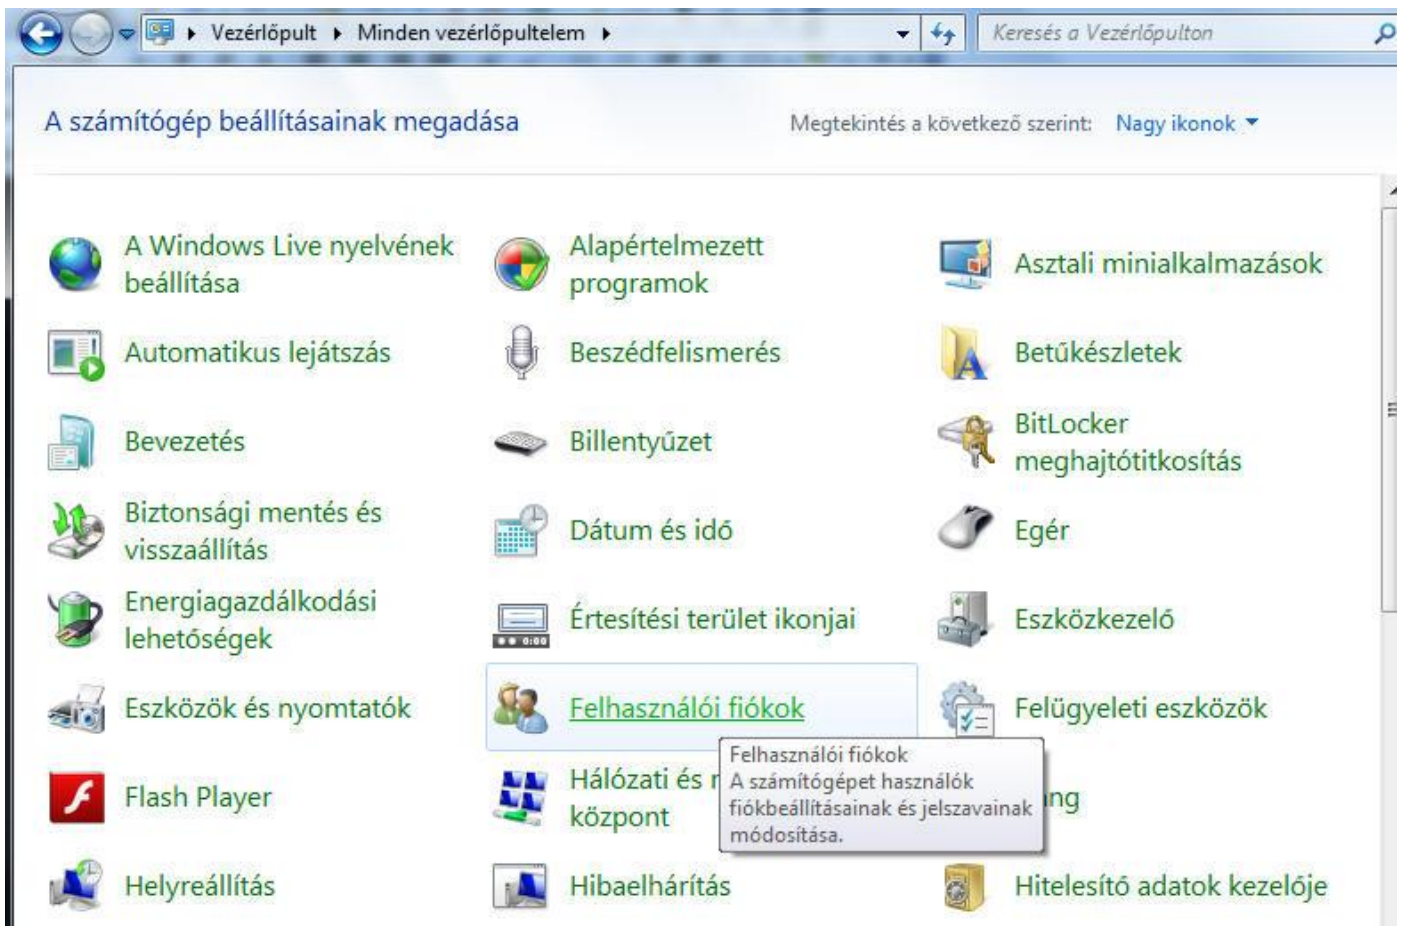 Vezérlőpult Minden vezérlőpultelem
Keresés a Vezérlőpulton
A számítógép beállításainak megadása
Megtekintés a következő szerint: Nagy ikonok
A Windows Live nyelvének
beállítása
Alapértelmezett
programok
Asztali minialkalmazások
Automatikus lejátszás
Beszédfelismerés
Betűkészletek
Bevezetés
Billentyűzet
BitLocker
meghajtótitkosítás
Biztonsági mentés és
visszaállítás
Dátum és idő
Egér
Energiagazdálkodási
lehetőségek
Értesítési terület ikonjai
Eszközkezelő
Eszközök és nyomtatók
Felhasználói fiókok
Felügyeleti eszközök
Flash Player
Hálózati és
központ
Felhasználói fiókok
A számítógépet használók
fiókbeállításainak és jelszavainak
módosítása.
Helyreállítás
Hibaelhárítás
Hitelesítő adatok kezelője